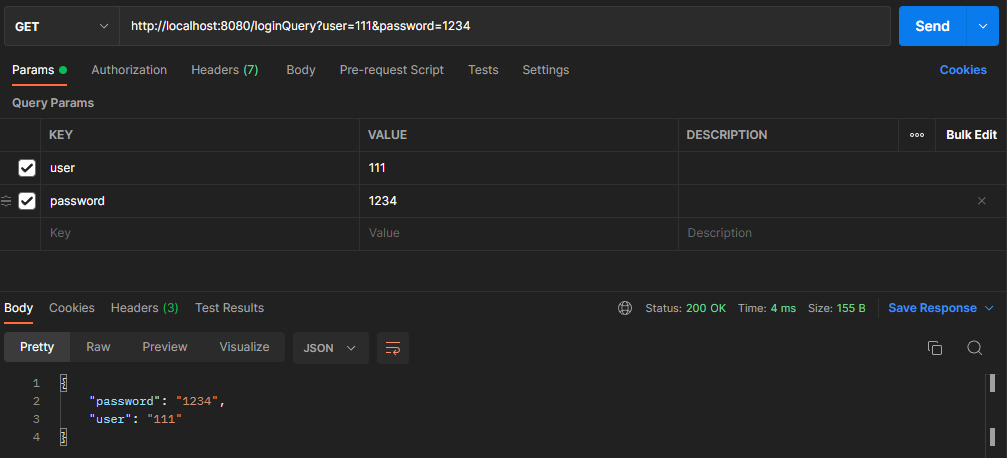 GET http://localhost:8080/loginQuery?user=111&password=1234 Send
Params Authorization Headers (7) Body Pre-request Script Tests Settings Cookies
Query Params
KEY VALUE DESCRIPTION ooo Bulk Edit
user 111
password 1234
Key Value Description
Body Cookies Headers (3) Test Results Status: 200 OK Time: 4 ms Size: 155 B Save Response
Pretty Raw Preview Visualize JSON
1 {
2 "password": "1234",
3 "user": "111"
4 }